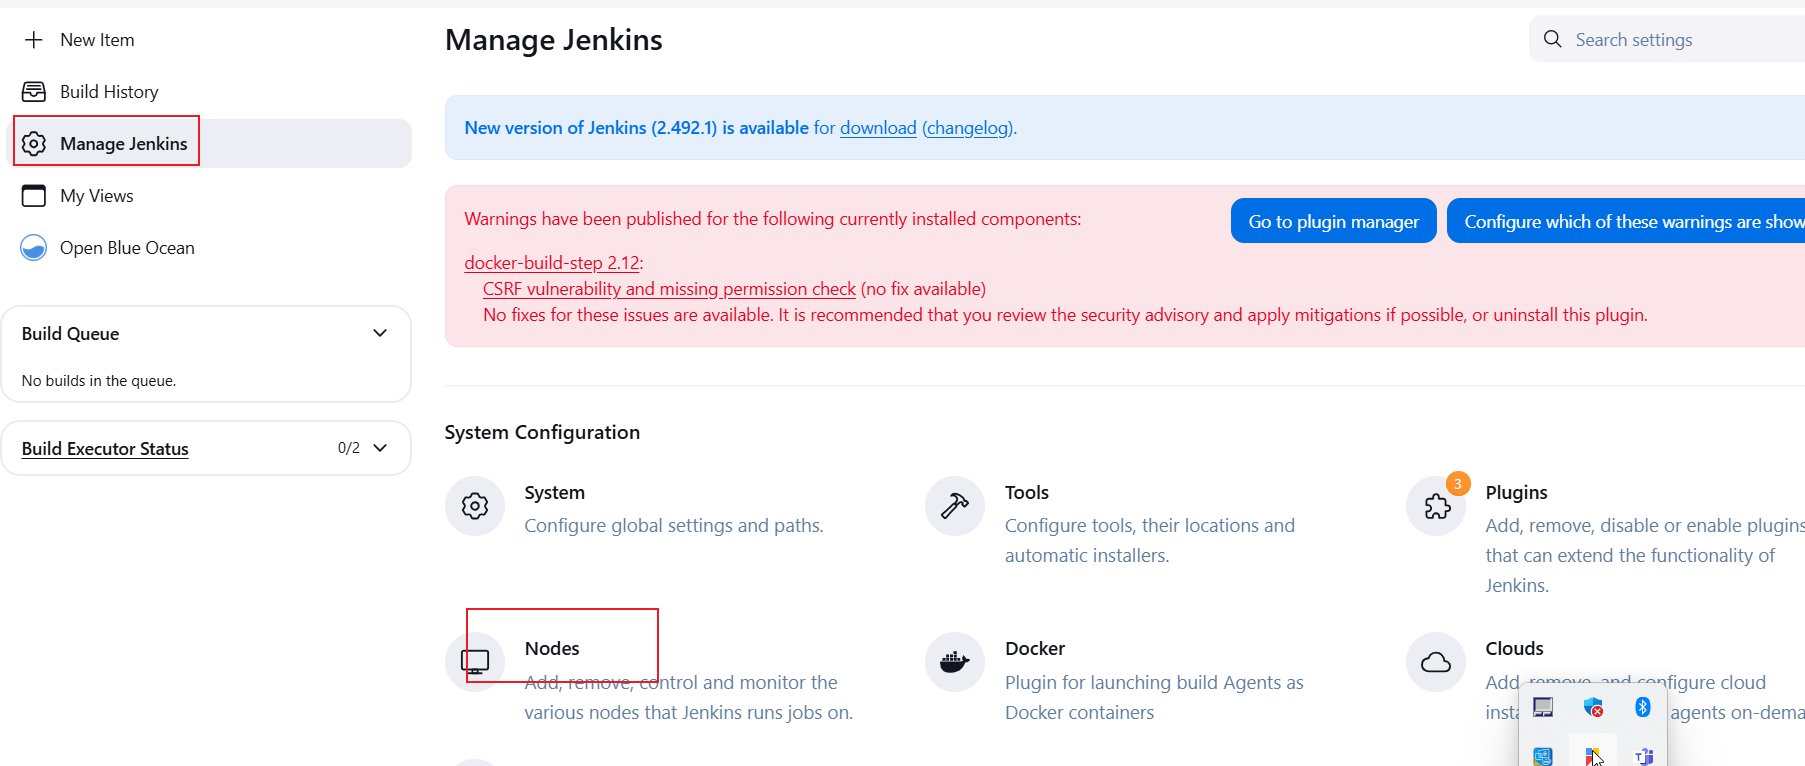 New Item
Build History
Manage Jenkins
My Views
Open Blue Ocean
Build Queue
No builds in the queue.
Build Executor Status
0/2
Manage Jenkins
Search settings
New version of Jenkins (2.492.1) is available for download (changelog).
Warnings have been published for the following currently installed components:
Go to plugin manager
Configure which of these warnings are show
docker-build-step 2.12:
CSRF vulnerability and missing permission check (no fix available)
No fixes for these issues are available. It is recommended that you review the security advisory and apply mitigations if possible, or uninstall this plugin.
System Configuration
System
Configure global settings and paths.
Tools
Configure tools, their locations and
automatic installers.
3
Plugins
Add, remove, disable or enable plugins
that can extend the functionality of
Jenkins.
Nodes
Add, remove, control and monitor the
various nodes that Jenkins runs jobs on.
Docker
Plugin for launching build Agents as
Docker containers
Clouds
Add, remove, and configure cloud
insta agents on-dema